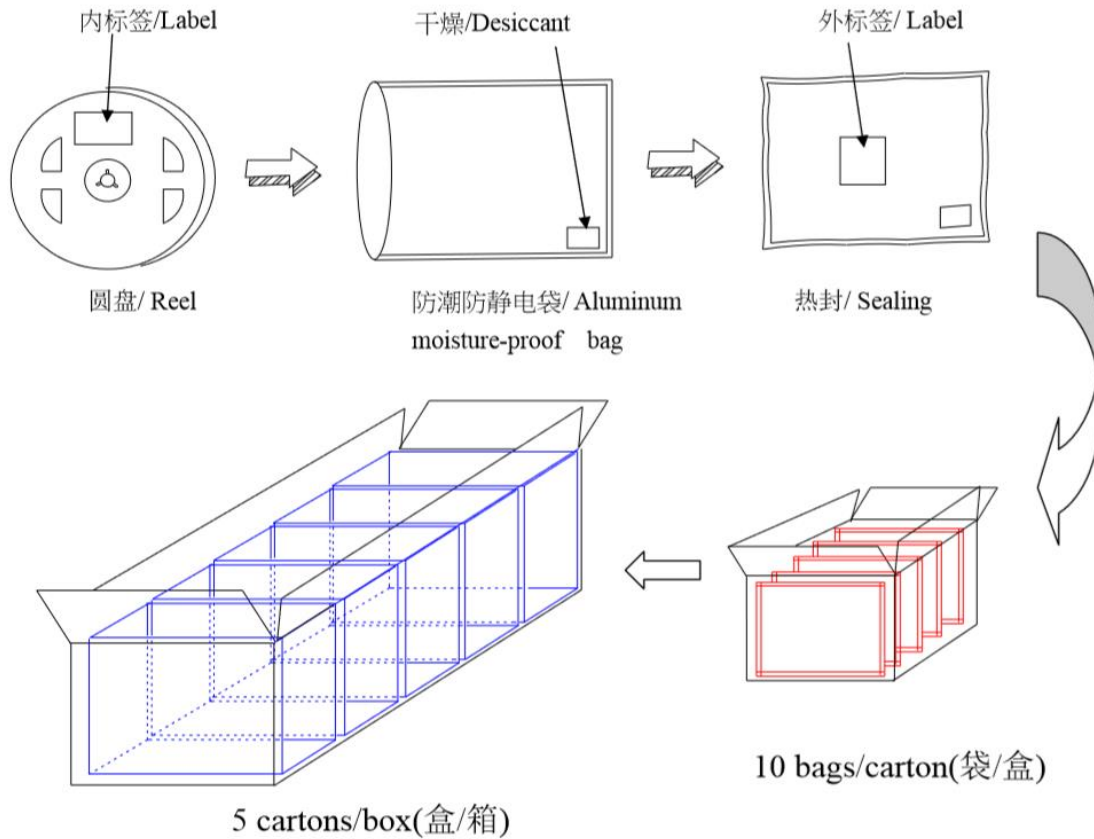 内标签/Label
干燥/Desiccant
外标签/ Label
圆盘/ Reel
防潮防静电袋/ Aluminum
moisture-proof bag
热封/ Sealing
10 bags/carton(袋/盒)
5 cartons/box(盒/箱)